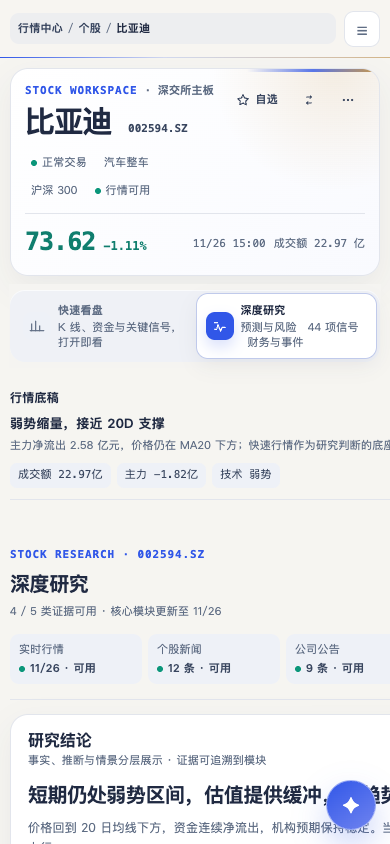 行情中心 / 个股 / 比亚迪
STOCK WORKSPACE · 深交所主板
自选
比亚迪 002594.SZ
正常交易 汽车整车
沪深 300 行情可用
73.62 −1.11% 11/26 15:00 成交额 22.97 亿
快速看盘
K 线、资金与关键信号，
打开即看
深度研究
预测与风险 44 项信号
财务与事件
行情底稿
弱势缩量，接近 20D 支撑
主力净流出 2.58 亿元，价格仍在 MA20 下方；快速行情作为研究判断的底座
成交额 22.97亿 主力 −1.82亿 技术 弱势
STOCK RESEARCH · 002594.SZ
深度研究
4 / 5 类证据可用 · 核心模块更新至 11/26
实时行情
11/26 · 可用
个股新闻
12 条 · 可用
公司公告
9 条 · 可用
研究结论
事实、推断与情景分层展示 · 证据可追溯到模块
短期仍处弱势区间，估值提供缓冲，
价格回到 20 日均线下方，资金连续净流出，机构预期保持稳定。当